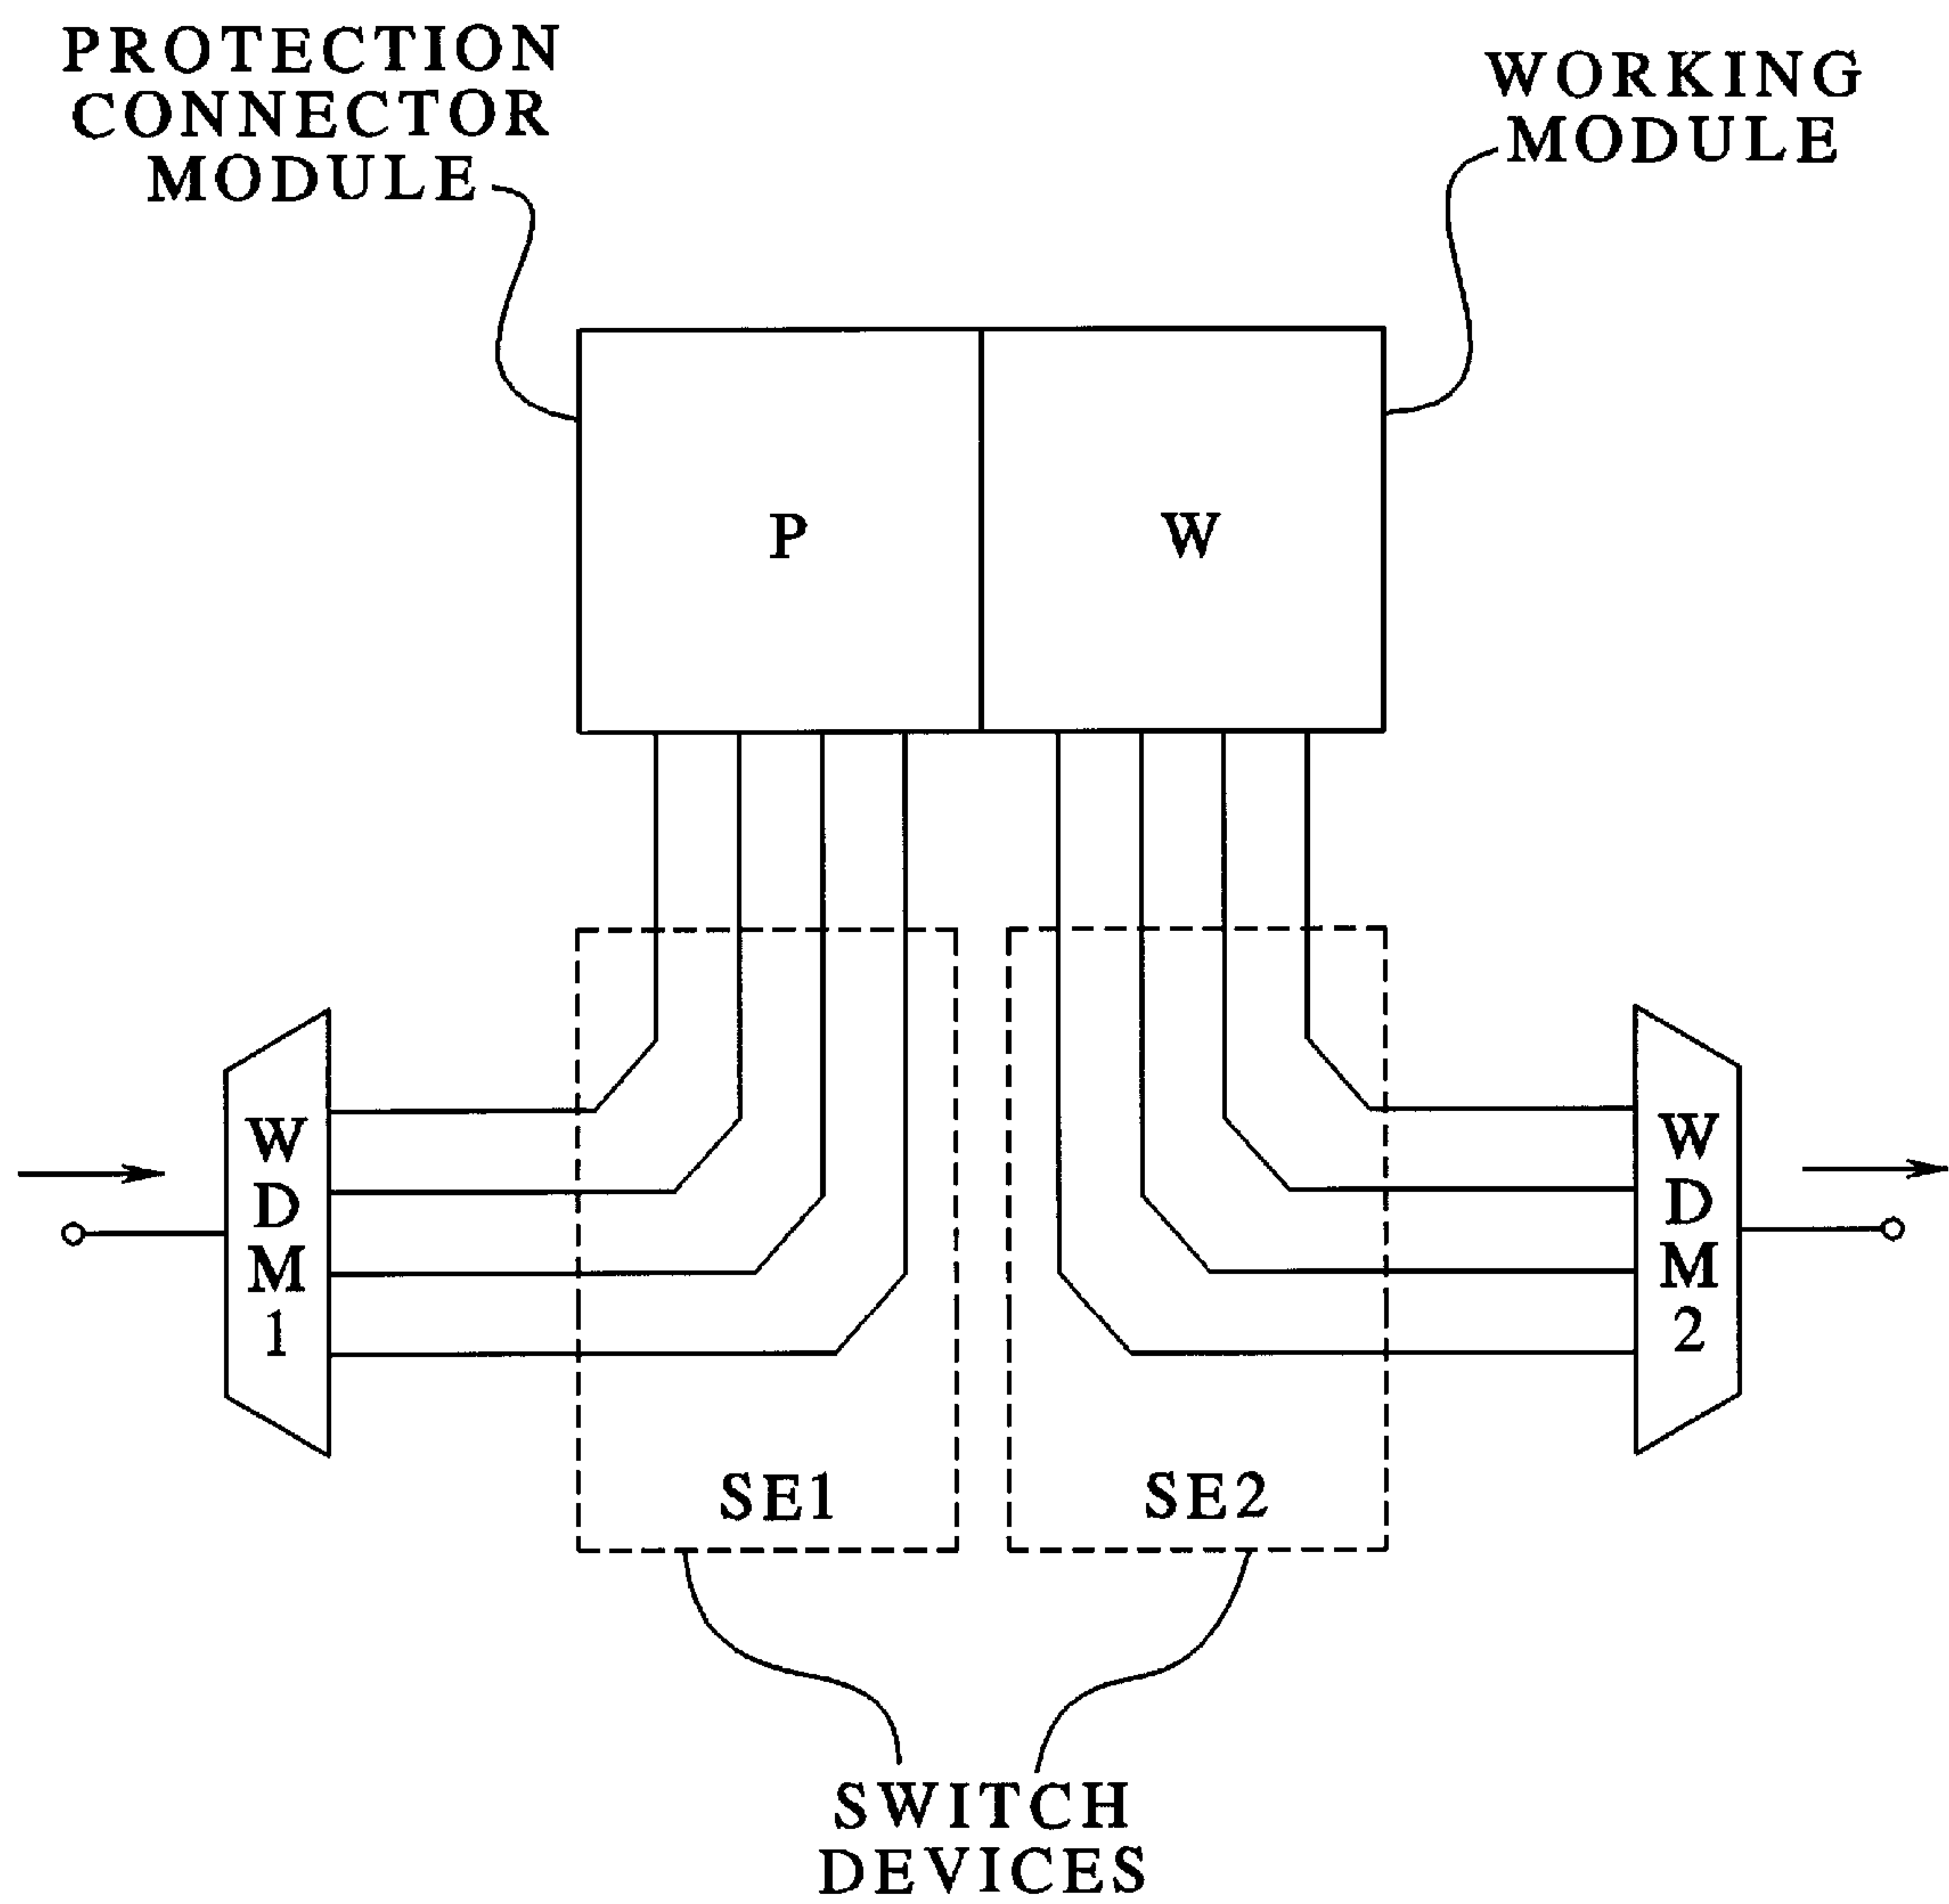 PROTECTION
CONNECTOR
MODULE
WORKING
MODULE
P
W
W
D
M
1
W
D
M
2
SE1
SE2
SWITCH
DEVICES